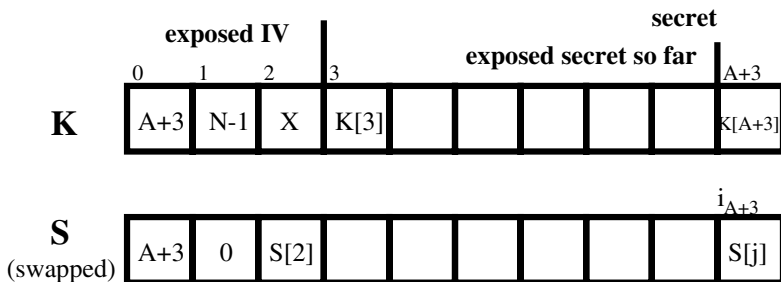 secret
exposed IV
exposed secret so far
0 1 2 3 A+3
K A+3 N-1 X K[3] K[A+3]
i_{A+3}
S A+3 0 S[2] S[j]
(swapped)